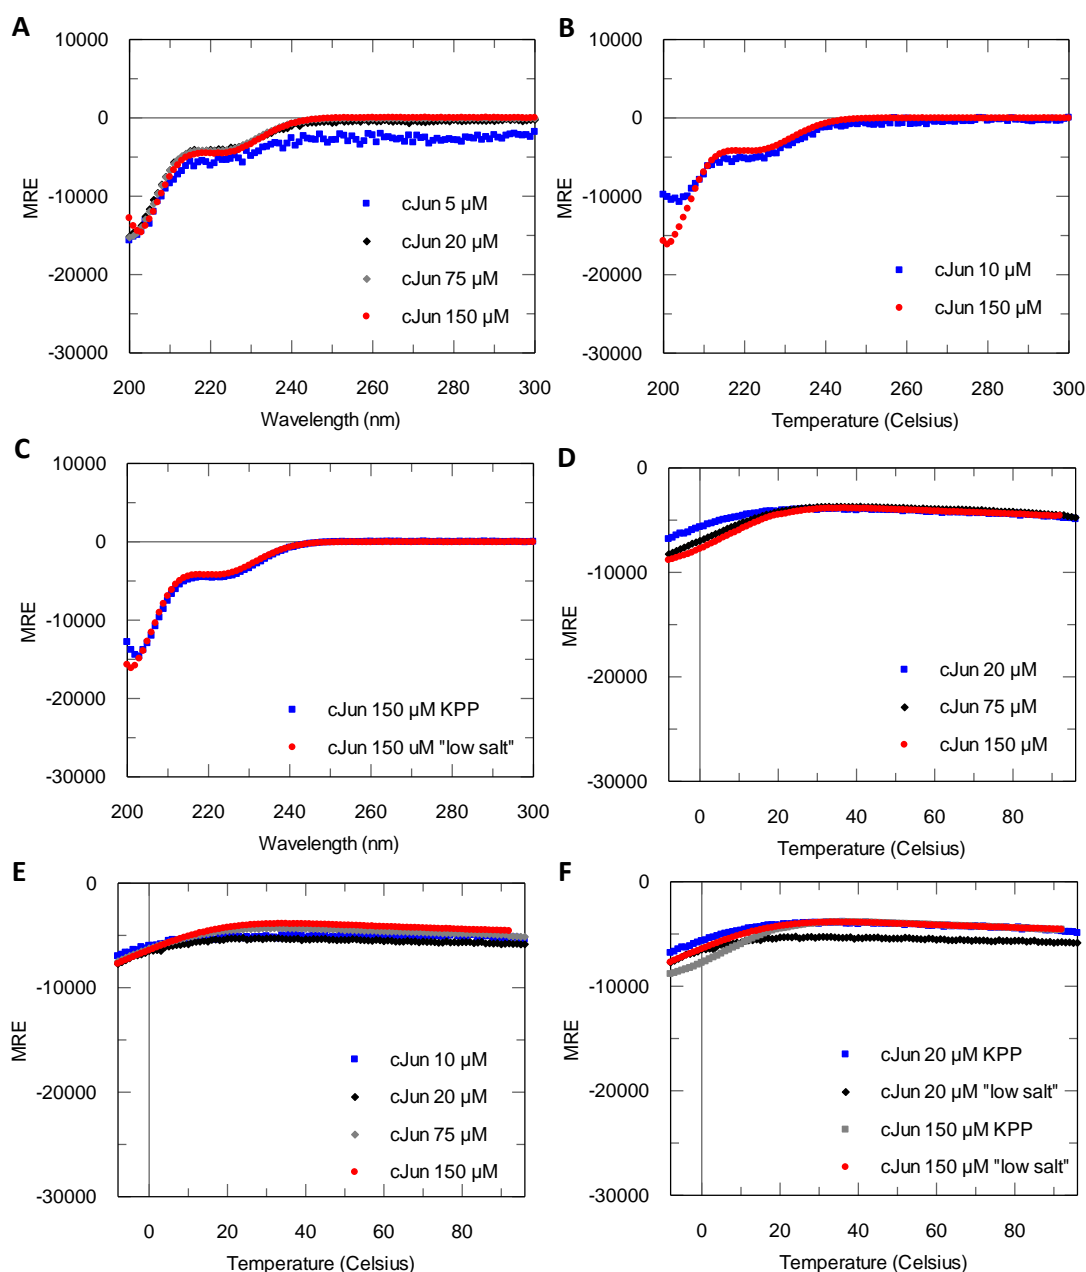 A
10000
0
-10000
-20000
-30000
MRE
cJun 5 µM
cJun 20 µM
cJun 75 µM
cJun 150 µM
200 220 240 260 280 300
Wavelength (nm)
B
10000
0
-10000
-20000
-30000
MRE
cJun 10 µM
cJun 150 µM
200 220 240 260 280 300
Temperature (Celsius)
C
10000
0
-10000
-20000
-30000
MRE
cJun 150 µM KPP
cJun 150 uM "low salt"
200 220 240 260 280 300
Wavelength (nm)
D
0
-10000
-20000
-30000
MRE
cJun 20 µM
cJun 75 µM
cJun 150 µM
0 20 40 60 80
Temperature (Celsius)
E
0
-10000
-20000
-30000
MRE
cJun 10 µM
cJun 20 µM
cJun 75 µM
cJun 150 µM
0 20 40 60 80
Temperature (Celsius)
F
0
-10000
-20000
-30000
MRE
cJun 20 µM KPP
cJun 20 µM "low salt"
cJun 150 µM KPP
cJun 150 µM "low salt"
0 20 40 60 80
Temperature (Celsius)